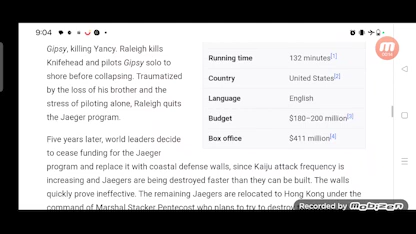 9:04
Gipsy, killing Yancy. Raleigh kills
Knifehead and pilots Gipsy solo to
shore before collapsing. Traumatized
by the loss of his brother and the
stress of piloting alone, Raleigh quits
the Jaeger program.
Running time 132 minutes[1]
Country United States[2]
Language English
Budget $180–200 million[3]
Box office $411 million[4]
Five years later, world leaders decide
to cease funding for the Jaeger
program and replace it with coastal defense walls, since Kaiju attack frequency is
increasing and Jaegers are being destroyed faster than they can be built. The walls
quickly prove ineffective. The remaining Jaegers are relocated to Hong Kong under the
command of Marshal Stacker Pentecost who plans to try to destroy
Recorded by Mobizen